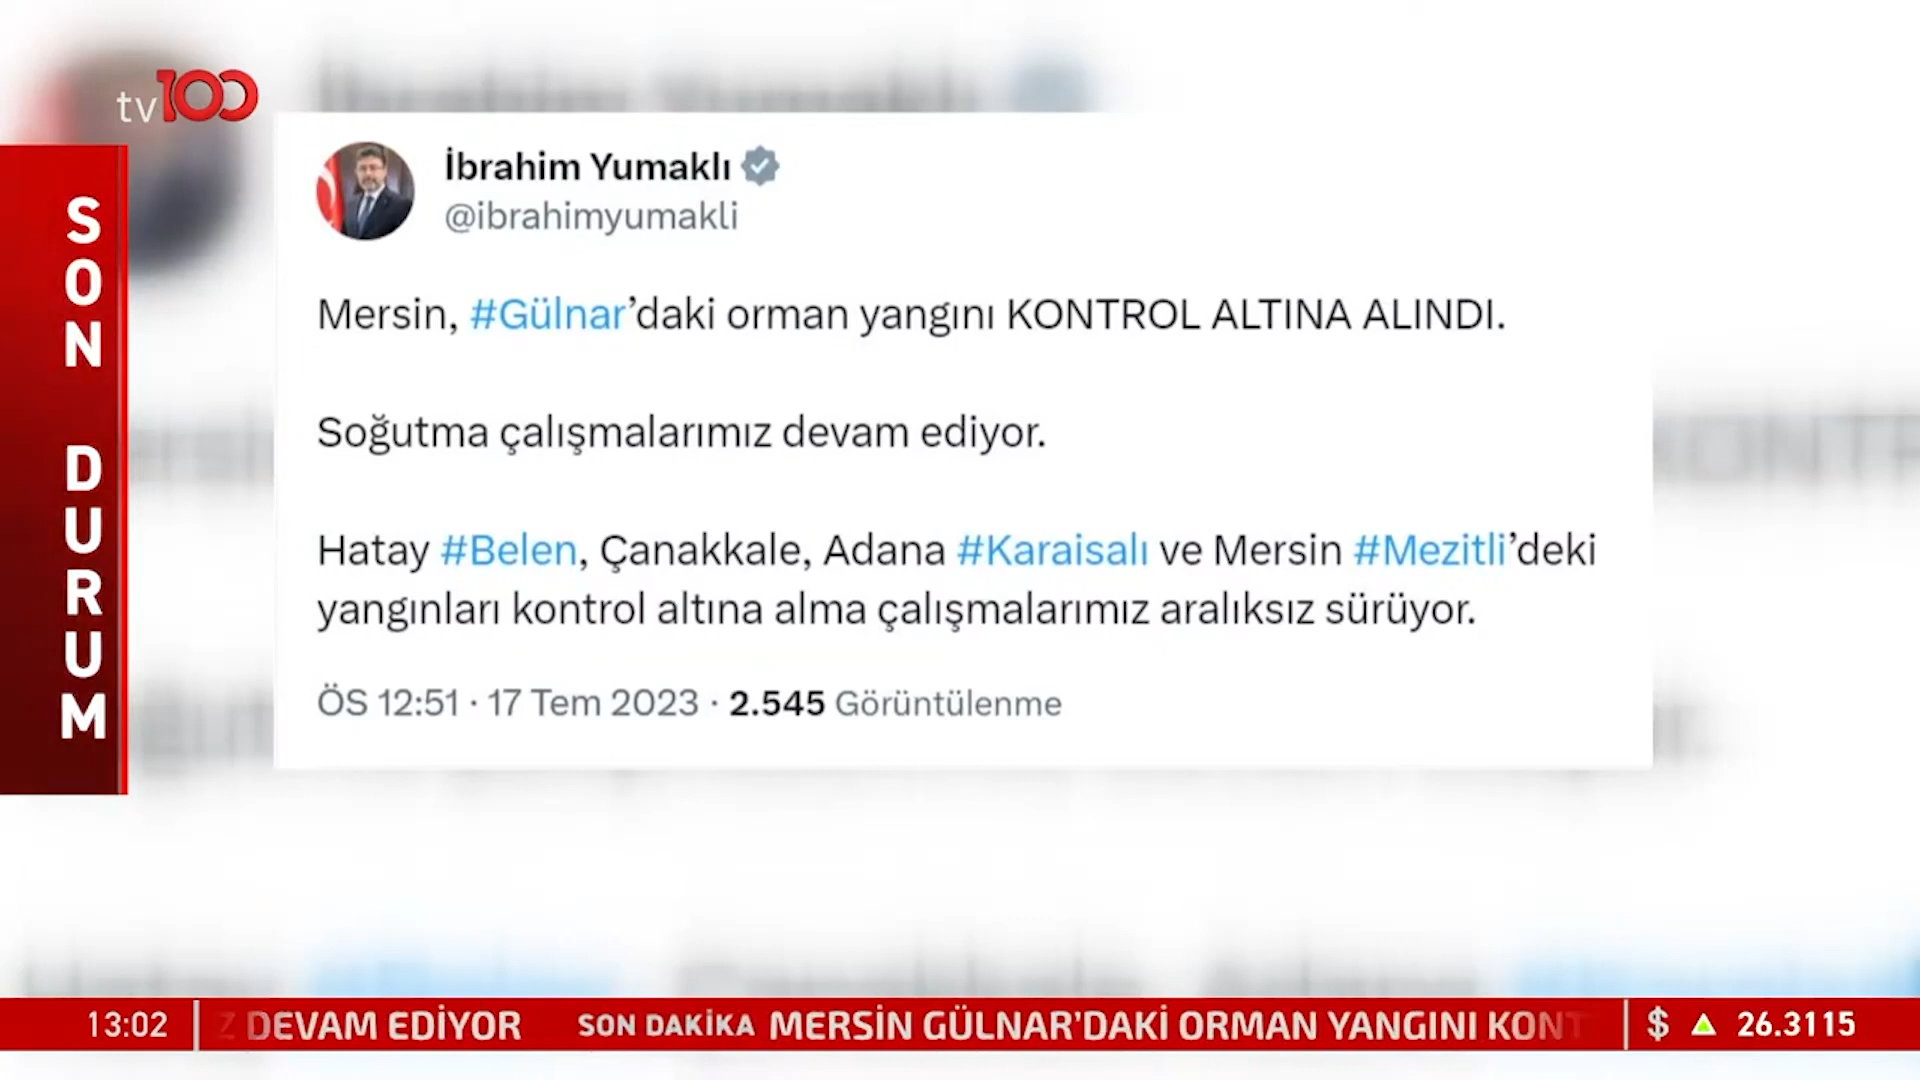 tv100
SON DURUM
İbrahim Yumaklı
@ibrahimyumakli
Mersin, #Gülnar’daki orman yangını KONTROL ALTINA ALINDI.
Soğutma çalışmalarımız devam ediyor.
Hatay #Belen, Çanakkale, Adana #Karaisalı ve Mersin #Mezitli’deki
yangınları kontrol altına alma çalışmalarımız aralıksız sürüyor.
ÖS 12:51 · 17 Tem 2023 · 2.545 Görüntülenme
13:02 DEVAM EDİYOR SON DAKİKA MERSİN GÜLNAR’DAKİ ORMAN YANGINI KONT $ 26.3115